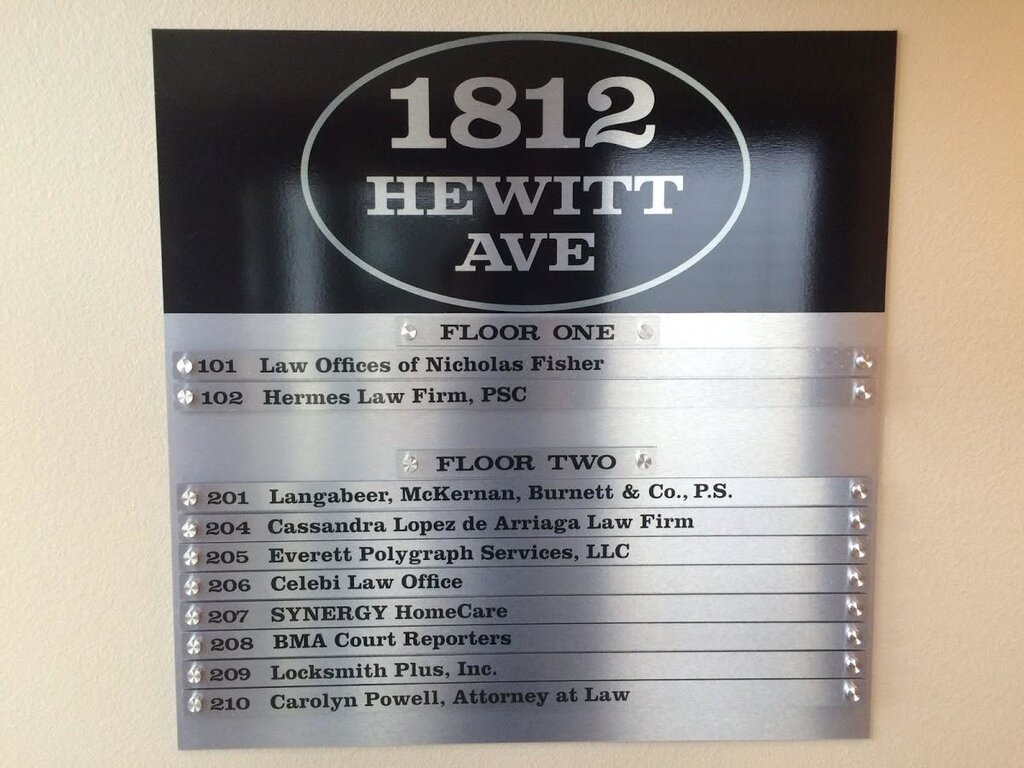 1812
HEWITT
AVE
FLOOR ONE
101 Law Offices of Nicholas Fisher
102 Hermes Law Firm, PSC
FLOOR TWO
201 Langabeer, McKernan, Burnett & Co., P.S.
204 Cassandra Lopez de Arriaga Law Firm
205 Everett Polygraph Services, LLC
206 Celebi Law Office
207 SYNERGY HomeCare
208 BMA Court Reporters
209 Locksmith Plus, Inc.
210 Carolyn Powell, Attorney at Law